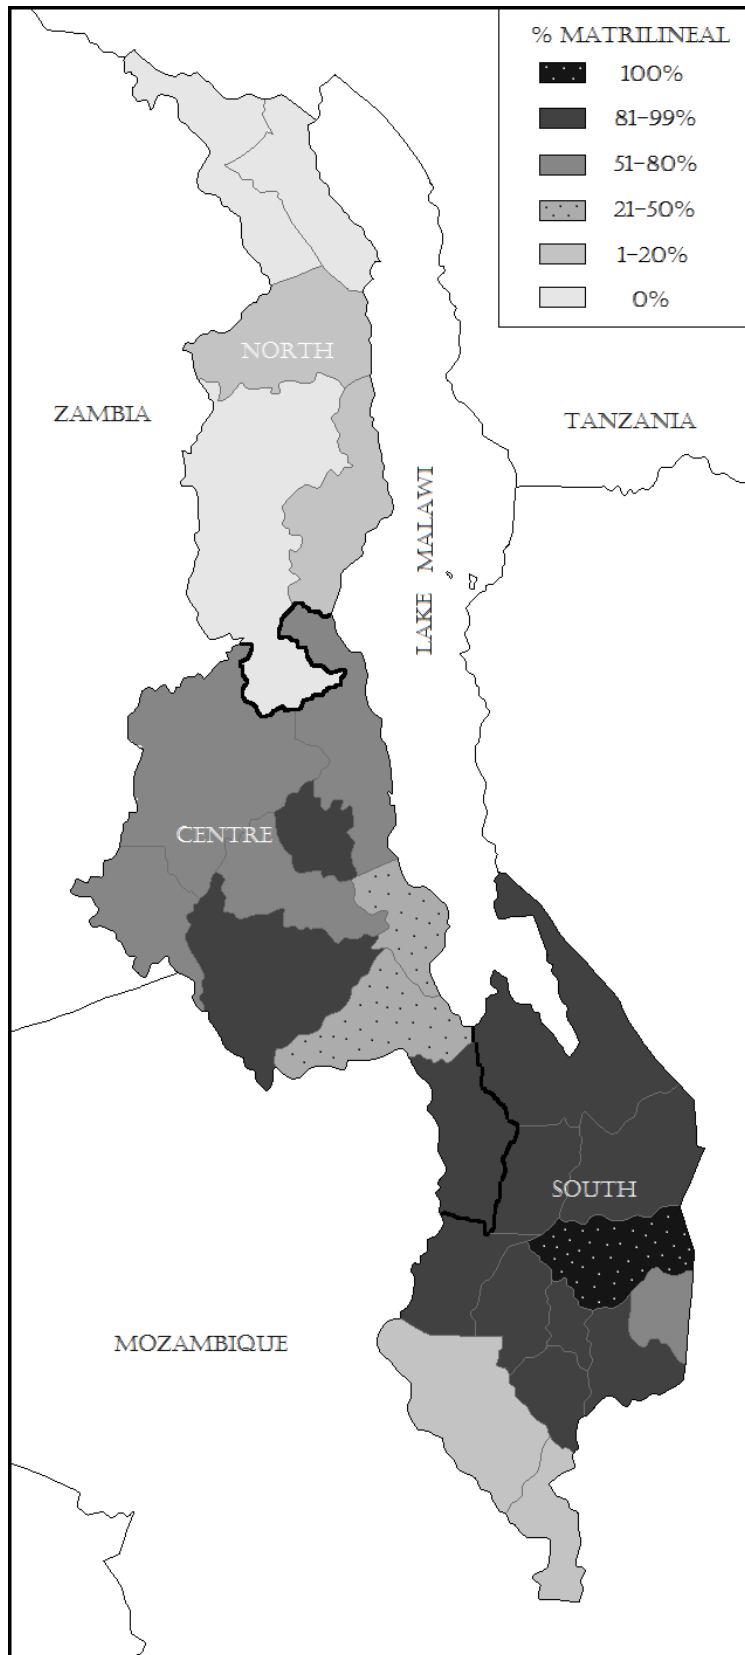 % MATRILINEAL
100%
81-99%
51-80%
21-50%
1-20%
0%
NORTH
ZAMBIA
TANZANIA
LAKE MALAWI
CENTRE
SOUTH
MOZAMBIQUE